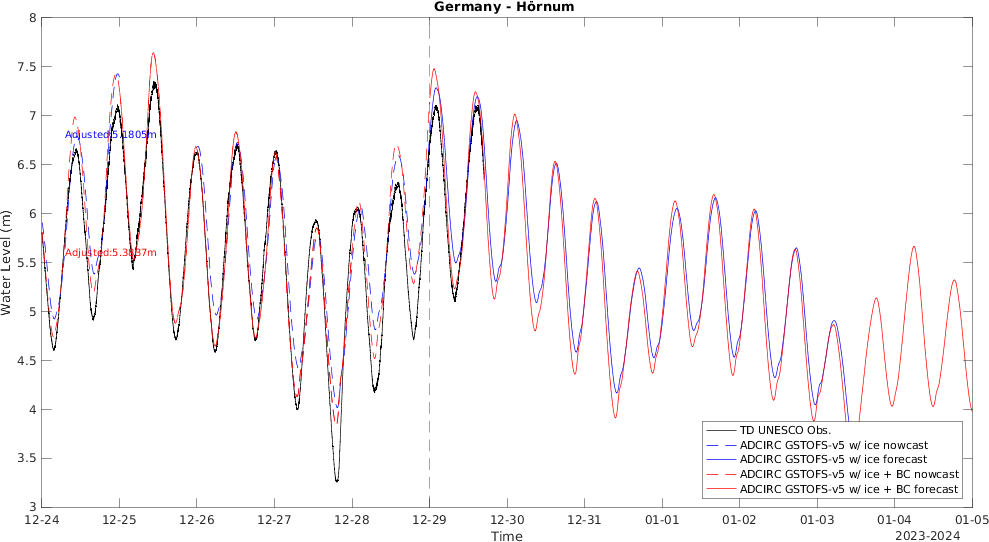 Germany - Hörnum
8
7.5
7
6.5
6
5.5
5
4.5
4
3.5
3
Water Level (m)
Adjusted:5.1805m
TD UNESCO Obs.
ADCIRC GSTOFS-v5 w/ ice nowcast
ADCIRC GSTOFS-v5 w/ ice forecast
ADCIRC GSTOFS-v5 w/ ice + BC nowcast
ADCIRC GSTOFS-v5 w/ ice + BC forecast
12-24 12-25 12-26 12-27 12-28 12-29 12-30 12-31 01-01 01-02 01-03 01-04 01-05
Time
2023-2024